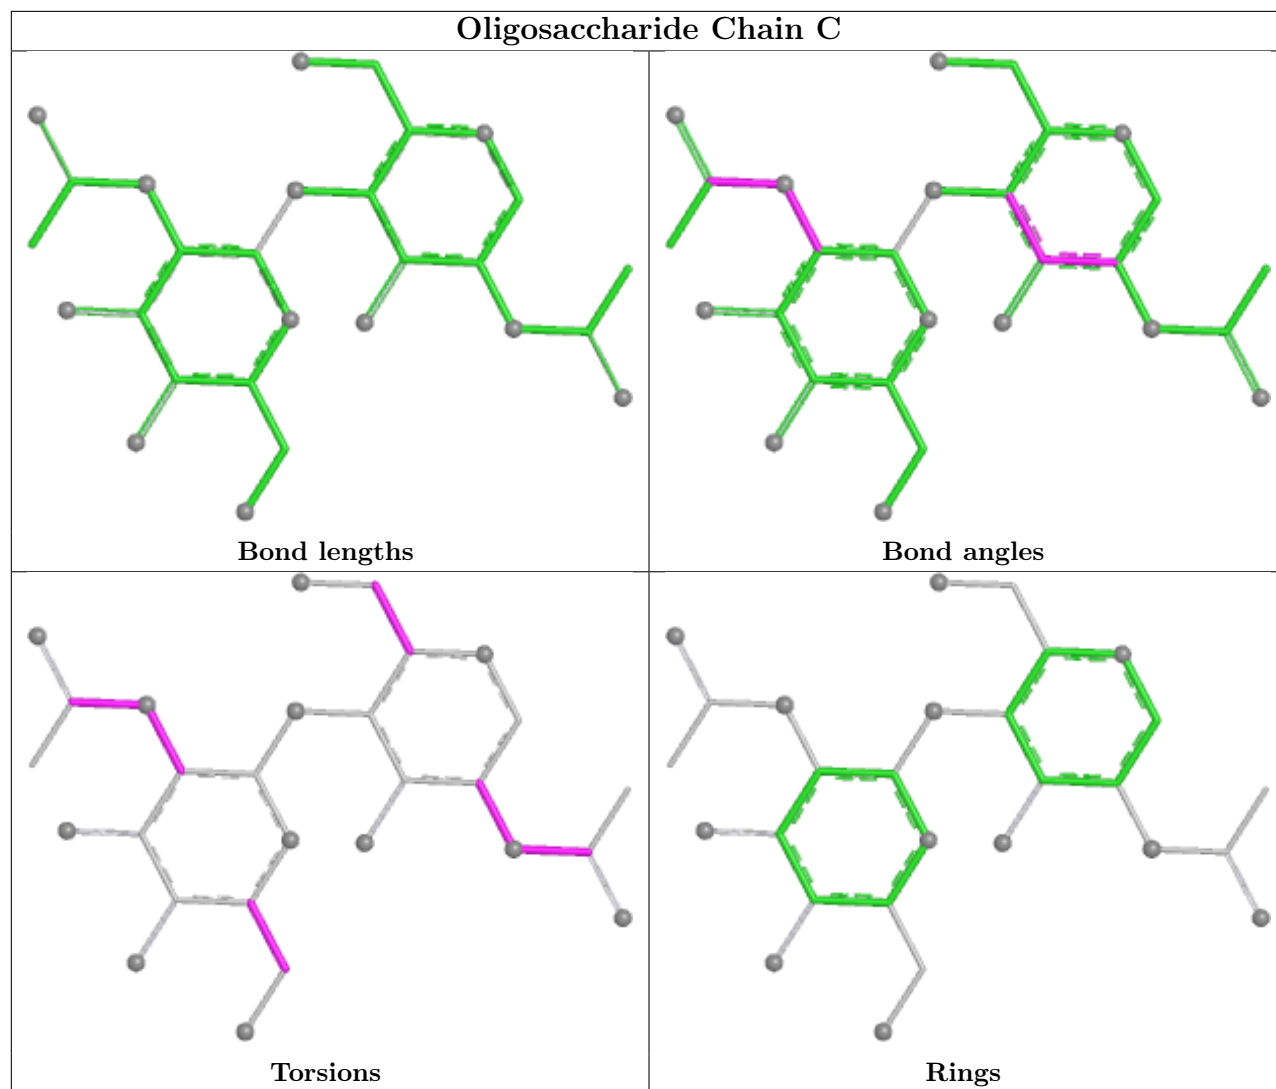 Oligosaccharide Chain C
Bond lengths
Bond angles
Torsions
Rings